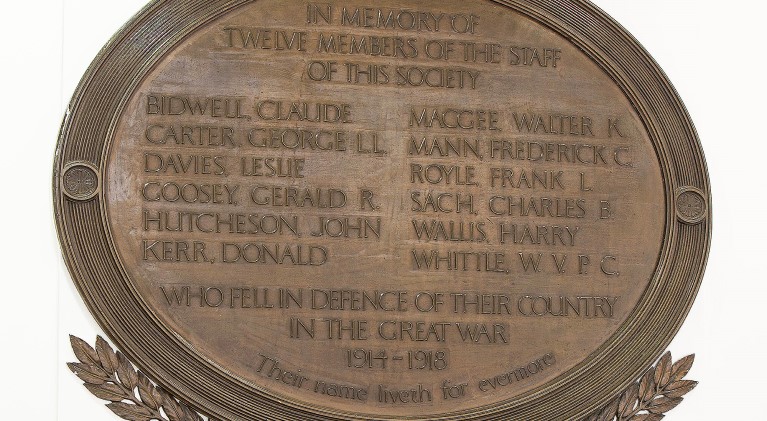 IN MEMORY OF
TWELVE MEMBERS OF THE STAFF
OF THIS SOCIETY
BIDWELL, CLAUDE
CARTER, GEORGE LL.
DAVIES, LESLIE
GOOSEY, GERALD R.
HUTCHESON, JOHN
KERR, DONALD
MACGEE, WALTER K.
MANN, FREDERICK C.
ROYLE, FRANK L.
SACH, CHARLES B.
WALLIS, HARRY
WHITTLE, W. V. P. C.
WHO FELL IN DEFENCE OF THEIR COUNTRY
IN THE GREAT WAR
1914-1918
Their name liveth for evermore